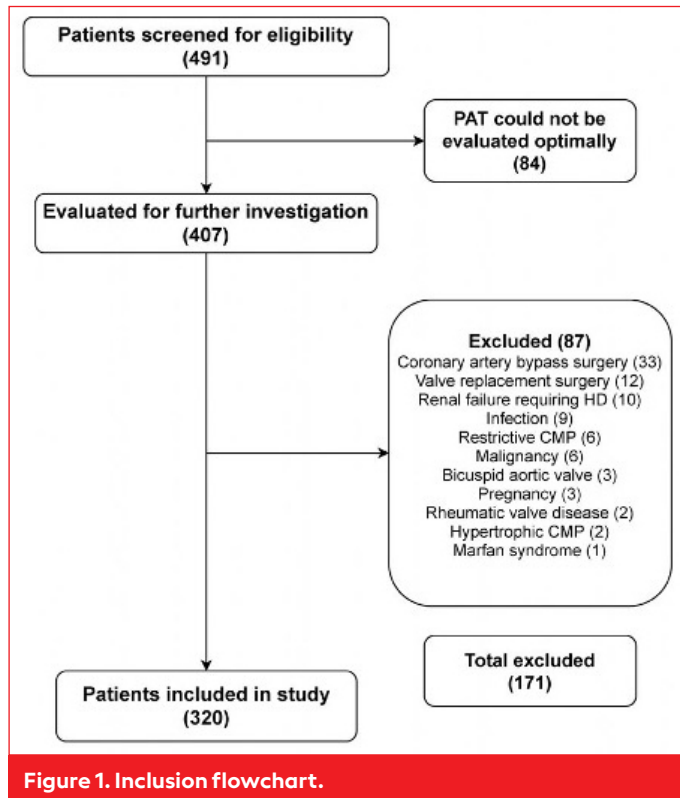 Patients screened for eligibility
(491)
PAT could not be
evaluated optimally
(84)
Evaluated for further investigation
(407)
Excluded (87)
Coronary artery bypass surgery (33)
Valve replacement surgery (12)
Renal failure requiring HD (10)
Infection (9)
Restrictive CMP (6)
Malignancy (6)
Bicuspid aortic valve (3)
Pregnancy (3)
Rheumatic valve disease (2)
Hypertrophic CMP (2)
Marfan syndrome (1)
Total excluded
(171)
Patients included in study
(320)
Figure 1. Inclusion flowchart.